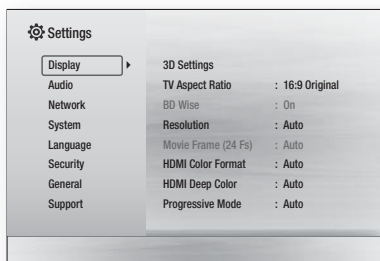 Settings
Display
Audio
Network
System
Language
Security
General
Support
3D Settings
TV Aspect Ratio : 16:9 Original
BD Wise : On
Resolution : Auto
Movie Frame (24 Fs) : Auto
HDMI Color Format : Auto
HDMI Deep Color : Auto
Progressive Mode : Auto